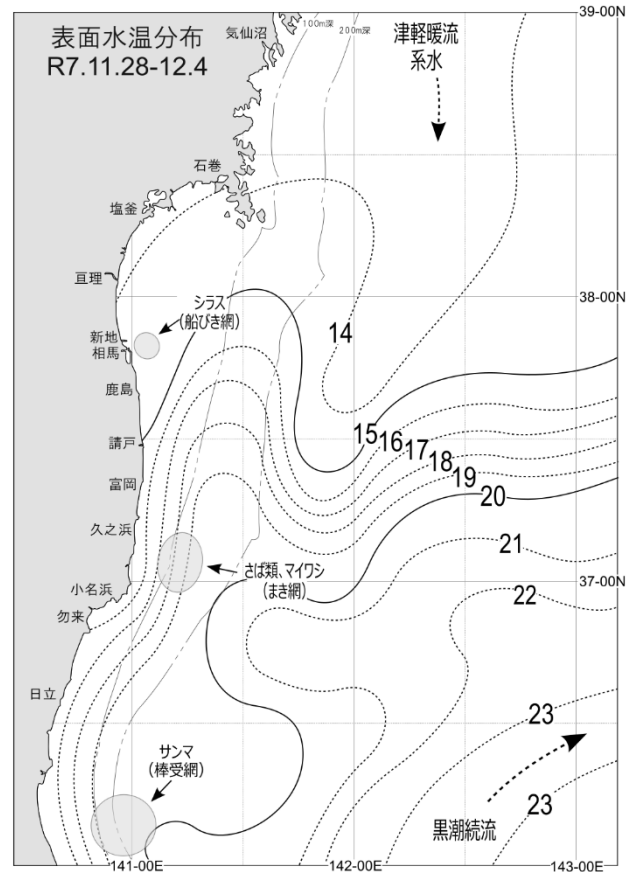 表面水温分布
R7.11.28-12.4
気仙沼
100m深
200m深
39-00N
津軽暖流
系水
石巻
塩釜
亘理
38-00N
シラス
(船びき網)
新地
相馬
14
鹿島
請戸
15
16
17
18
19
20
富岡
久之浜
21
さば類、マイワシ
(まき網)
37-00N
小名浜
22
勿来
日立
23
サンマ
(棒受網)
23
黒潮続流
141-00E
142-00E
143-00E